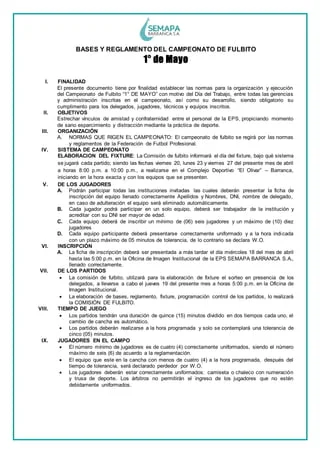 SEMAPA
BARRANCA S.A.
BASES Y REGLAMENTO DEL CAMPEONATO DE FULBITO
1° de Mayo
I. FINALIDAD
El presente documento tiene por finalidad establecer las normas para la organización y ejecución
del Campeonato de Fulbito "1° DE MAYO" con motivo del Día del Trabajo, entre todas las gerencias
y administración inscritas en el campeonato, así como su desarrollo, siendo obligatorio su
cumplimiento para los delegados, jugadores, técnicos y equipos inscritos.
II. OBJETIVOS
Estrechar vínculos de amistad y confraternidad entre el personal de la EPS, propiciando momento
de sano esparcimiento y distracción mediante la práctica de deporte.
III. ORGANIZACIÓN
A. NORMAS QUE RIGEN EL CAMPEONATO: El campeonato de fulbito se regirá por las normas
y reglamentos de la Federación de Fútbol Profesional.
IV. SISTEMA DE CAMPEONATO
ELABORACION DEL FIXTURE: La Comisión de fulbito informará el día del fixture, bajo qué sistema
se jugará cada partido; siendo las fechas viernes 20, lunes 23 y viernes 27 del presente mes de abril
a horas 8:00 p.m. a 10:00 p.m., a realizarse en el Complejo Deportivo "El Olivar" – Barranca,
iniciando en la hora exacta y con los equipos que se presenten.
V. DE LOS JUGADORES
A. Podrán participar todas las instituciones invitadas las cuales deberán presentar la ficha de
inscripción del equipo llenado correctamente Apellidos y Nombres, DNI, nombre de delegado,
en caso de adulteración el equipo será eliminado automáticamente.
B. Cada jugador podrá participar en un solo equipo, deberá ser trabajador de la institución y
acreditar con su DNI ser mayor de edad.
C. Cada equipo deberá de inscribir un mínimo de (06) seis jugadores y un máximo de (10) diez
jugadores.
D. Cada equipo participante deberá presentarse correctamente uniformado y a la hora indicada
con un plazo máximo de 05 minutos de tolerancia, de lo contrario se declara W.O.
VI. INSCRIPCIÓN
A. La ficha de inscripción deberá ser presentada a más tardar el día miércoles 18 del mes de abril
hasta las 5:00 p.m. en la Oficina de Imagen Institucional de la EPS SEMAPA BARRANCA S.A.,
llenado correctamente.
VII. DE LOS PARTIDOS
• La comisión de fulbito, utilizará para la elaboración de fixture el sorteo en presencia de los
delegados, a llevarse a cabo el jueves 19 del presente mes a horas 5:00 p.m. en la Oficina de
Imagen Institucional.
• La elaboración de bases, reglamento, fixture, programación control de los partidos, lo realizará
la COMISIÓN DE FULBITO.
VIII. TIEMPO DE JUEGO
• Los partidos tendrán una duración de quince (15) minutos dividido en dos tiempos cada uno, el
cambio de cancha es automático.
• Los partidos deberán realizarse a la hora programada y solo se contemplará una tolerancia de
cinco (05) minutos.
IX. JUGADORES EN EL CAMPO
• El número mínimo de jugadores es de cuatro (4) correctamente uniformados, siendo el número
máximo de seis (6) de acuerdo a la reglamentación.
• El equipo que este en la cancha con menos de cuatro (4) a la hora programada, después del
tiempo de tolerancia, será declarado perdedor por W.O.
• Los jugadores deberán estar correctamente uniformados: camiseta o chaleco con numeración
y trusa de deporte. Los árbitros no permitirán el ingreso de los jugadores que no estén
debidamente uniformados.